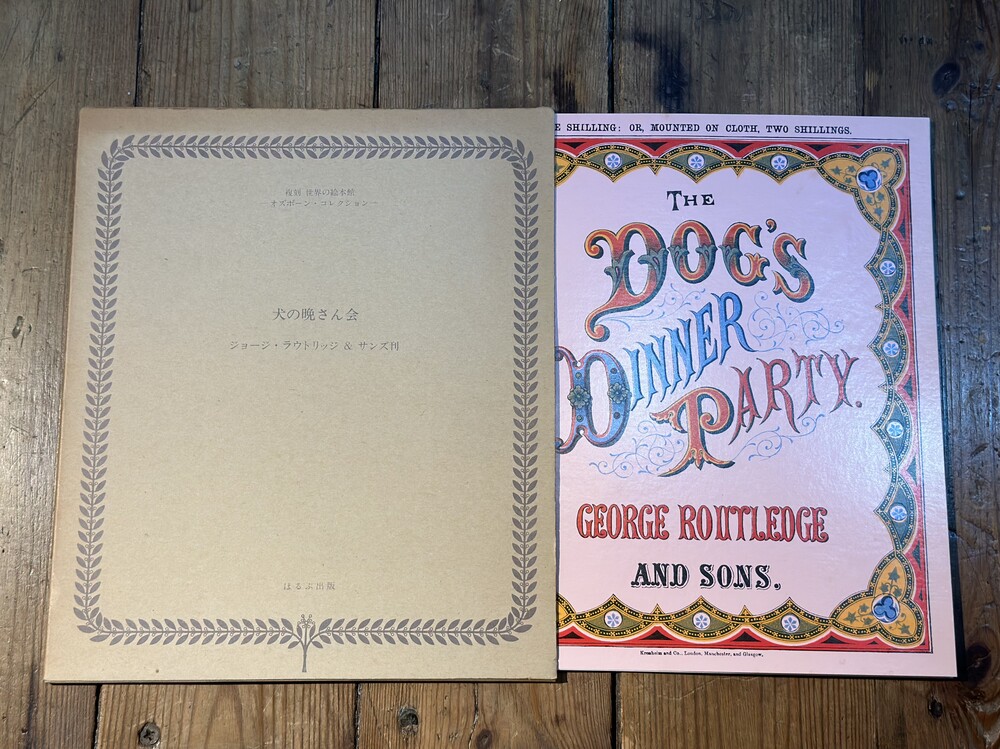 復刻 世界の絵本館
—オズボーン・コレクション—
犬の晩さん会
ジョージ・ラウトリッジ & サンズ刊
ほるぷ出版
SHILLING: OR, MOUNTED ON CLOTH, TWO SHILLINGS.
THE
DOG'S
DINNER
PARTY.
GEORGE ROUTLEDGE
AND SONS.
Kronheim and Co., London, Manchester, and Glasgow.